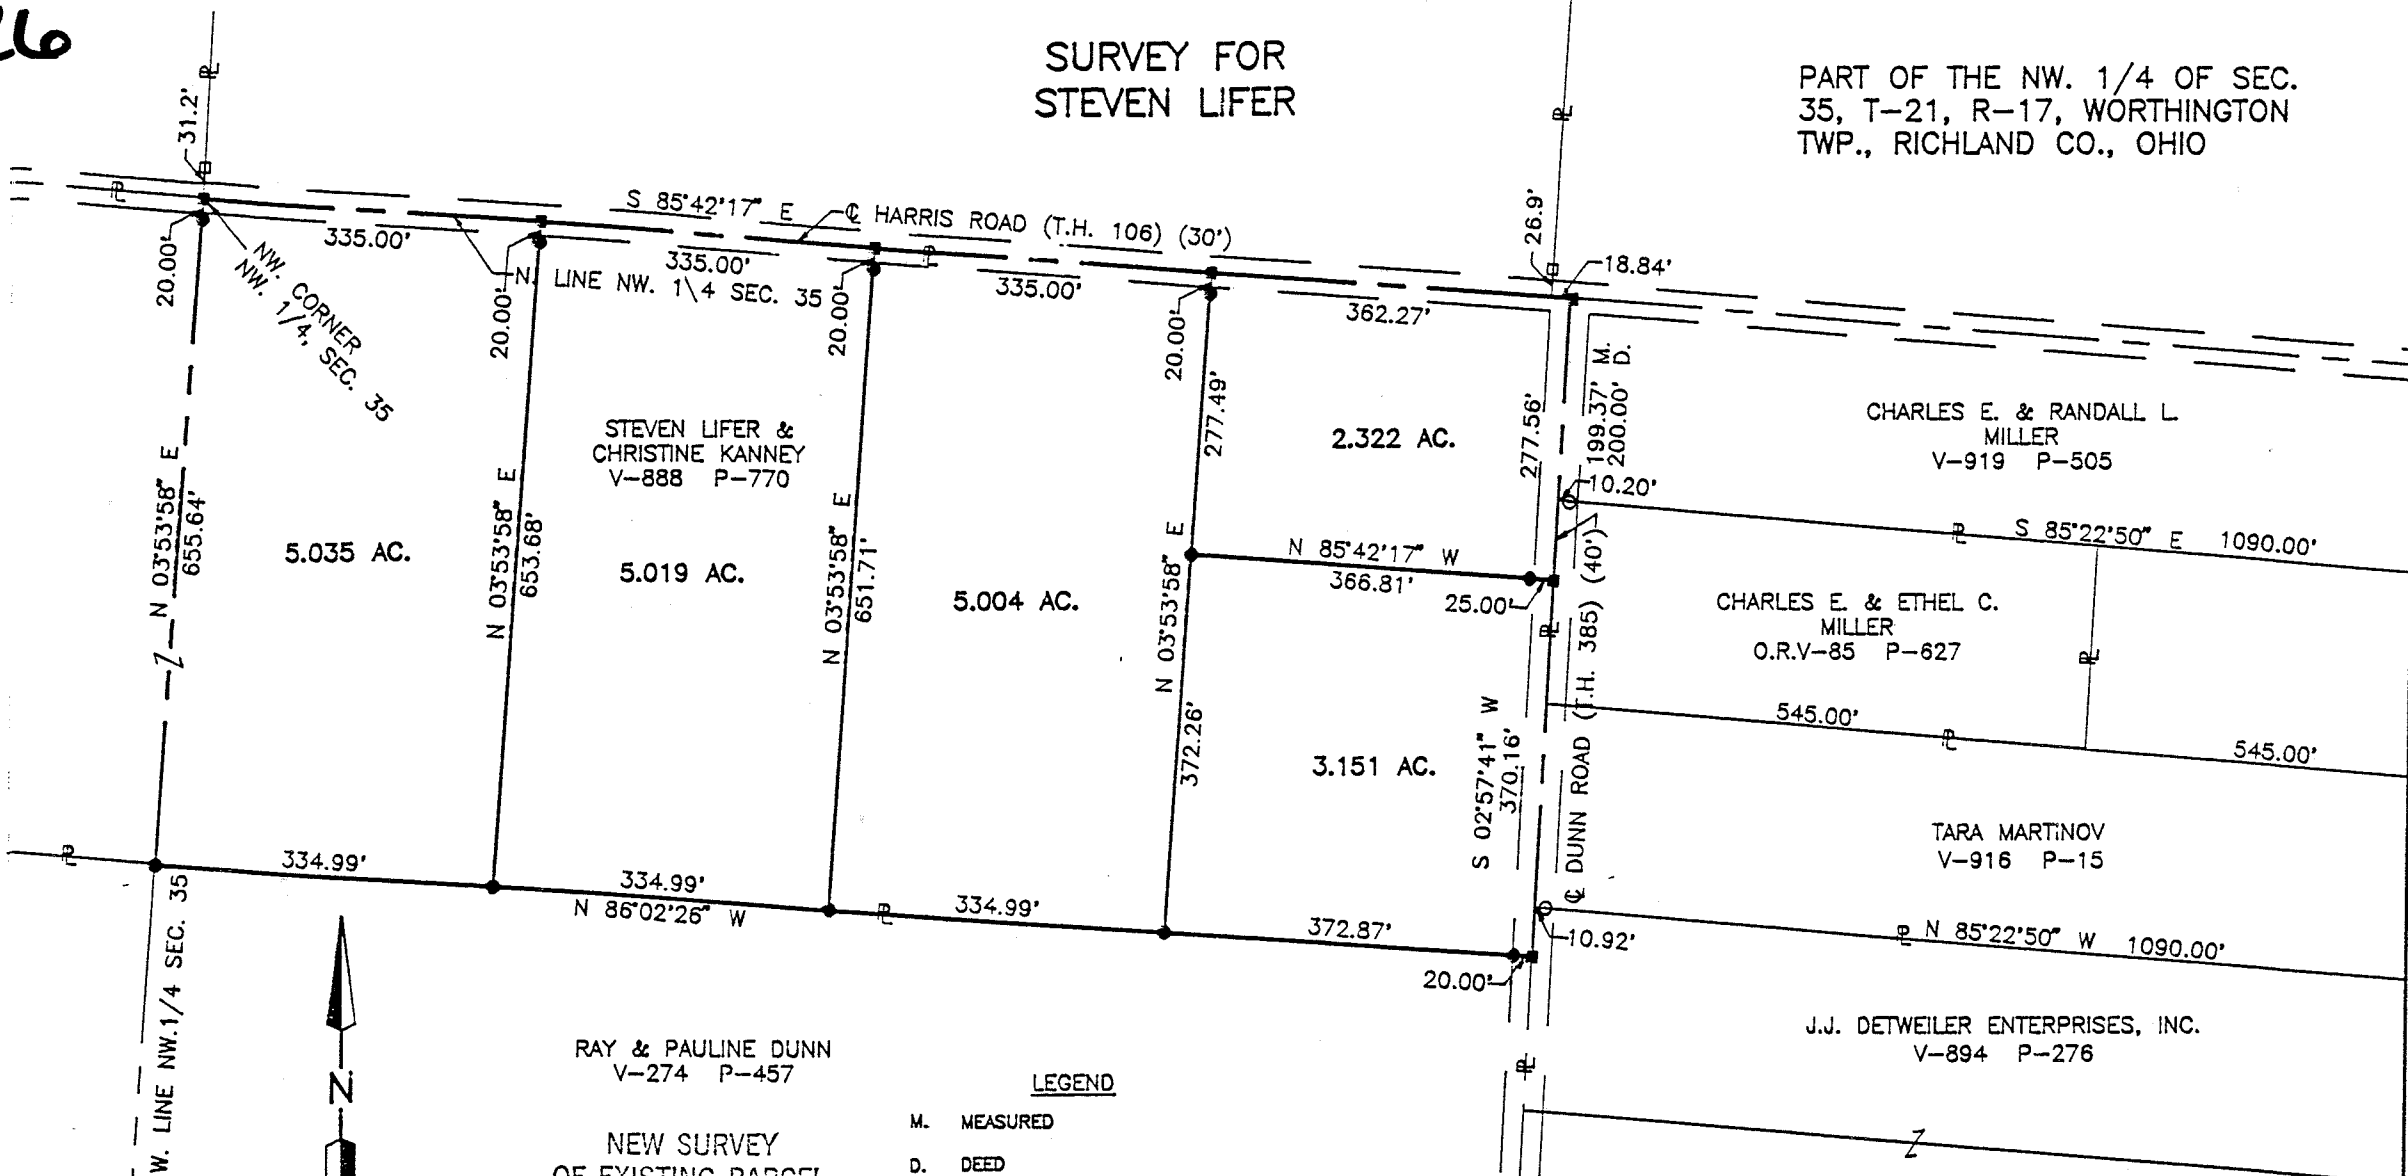 SURVEY FOR
STEVEN LIFER
PART OF THE NW. 1/4 OF SEC.
35, T-21, R-17, WORTHINGTON
TWP., RICHLAND CO., OHIO
31.2'
20.00'
NW. CORNER
NW. 1/4, SEC. 35
335.00'
S 85°42'17" E
℄ HARRIS ROAD (T.H. 106) (30')
N. LINE NW. 1\4 SEC. 35
20.00'
335.00'
20.00'
335.00'
20.00'
362.27'
26.9'
18.84'
N 03°53'58" E
655.64'
5.035 AC.
N 03°53'58" E
653.68'
STEVEN LIFER &
CHRISTINE KANNEY
V-888 P-770
5.019 AC.
N 03°53'58" E
651.71'
5.004 AC.
277.49'
N 03°53'58" E
372.26'
2.322 AC.
277.56'
199.37' M.
200.00' D.
10.20'
N 85°42'17" W
366.81'
25.00'
3.151 AC.
S 02°57'41" W
370.16'
℄ DUNN ROAD (T.H. 385) (40')
CHARLES E. & RANDALL L.
MILLER
V-919 P-505
S 85°22'50" E 1090.00'
CHARLES E. & ETHEL C.
MILLER
O.R.V-85 P-627
545.00'
545.00'
TARA MARTINOV
V-916 P-15
N 85°22'50" W 1090.00'
10.92'
J.J. DETWEILER ENTERPRISES, INC.
V-894 P-276
334.99'
334.99'
N 86°02'26" W
334.99'
372.87'
20.00'
W. LINE NW.1/4 SEC. 35
N
RAY & PAULINE DUNN
V-274 P-457
NEW SURVEY
OF EXISTING PARCEL
LEGEND
M. MEASURED
D. DEED